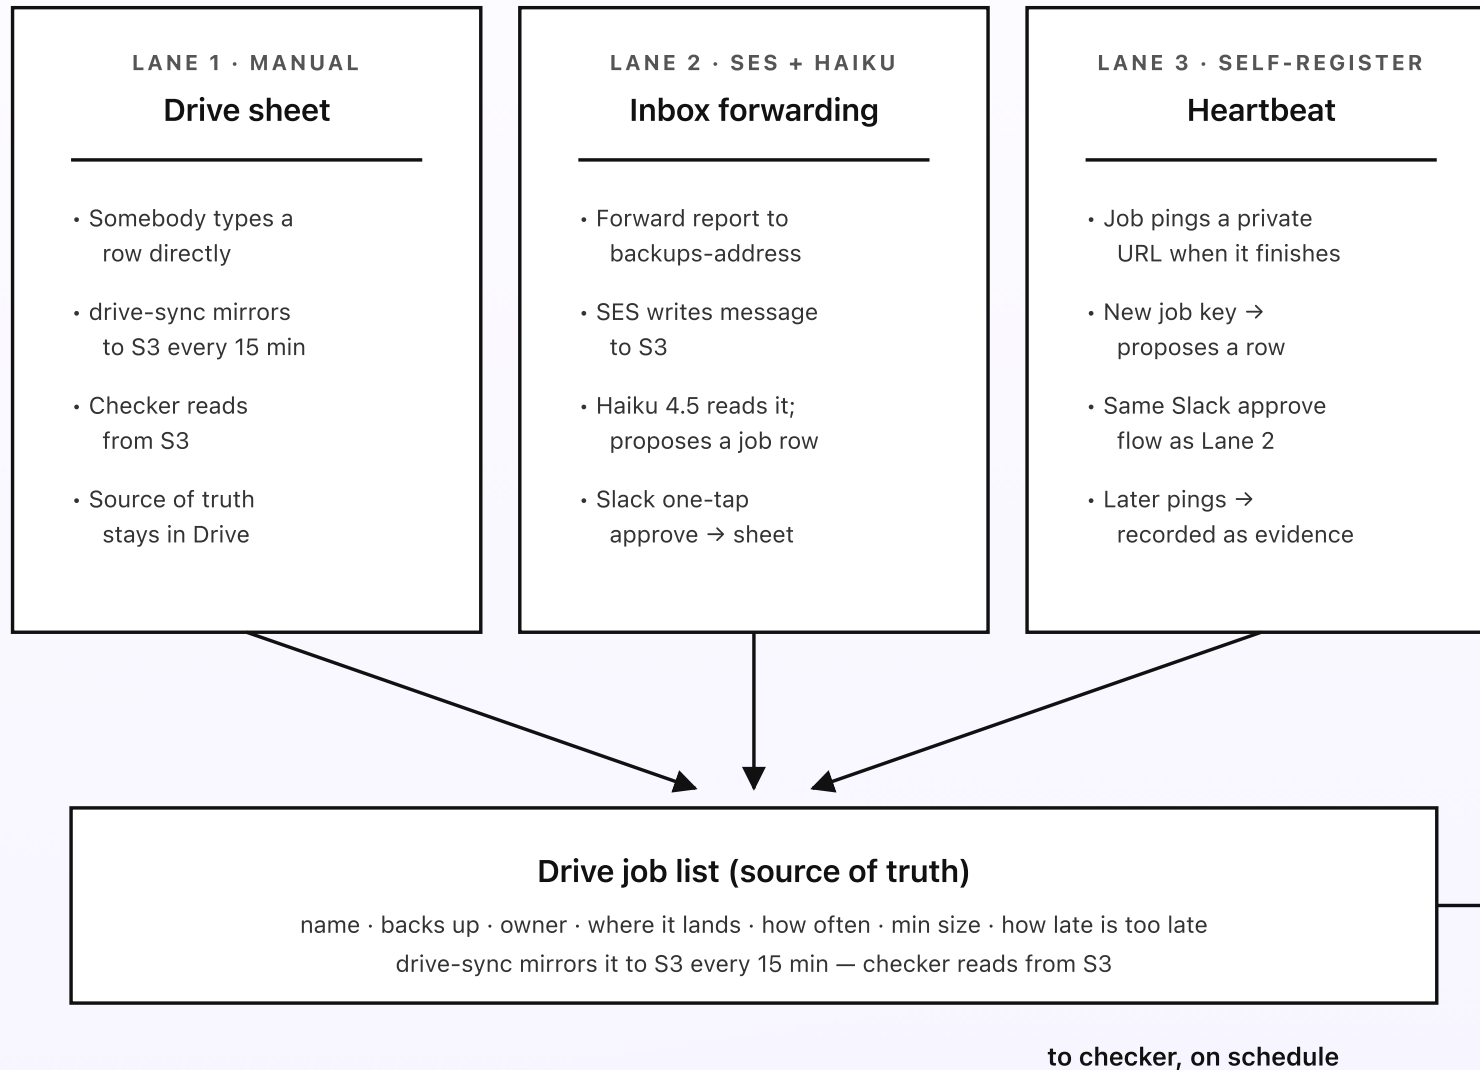 LANE 1 · MANUAL
Drive sheet
• Somebody types a
row directly
• drive-sync mirrors
to S3 every 15 min
• Checker reads
from S3
• Source of truth
stays in Drive
LANE 2 · SES + HAIKU
Inbox forwarding
• Forward report to
backups-address
• SES writes message
to S3
• Haiku 4.5 reads it;
proposes a job row
• Slack one-tap
approve → sheet
LANE 3 · SELF-REGISTER
Heartbeat
• Job pings a private
URL when it finishes
• New job key →
proposes a row
• Same Slack approve
flow as Lane 2
• Later pings →
recorded as evidence
Drive job list (source of truth)
name · backs up · owner · where it lands · how often · min size · how late is too late
drive-sync mirrors it to S3 every 15 min — checker reads from S3
to checker, on schedule